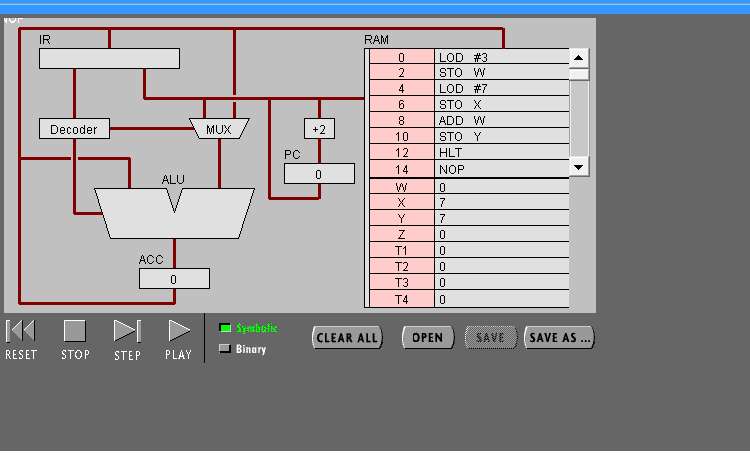 NOP
IR
RAM
0 LOD #3
2 STO W
4 LOD #7
6 STO X
8 ADD W
10 STO Y
12 HLT
14 NOP
Decoder
MUX
+2
PC
0
ALU
ACC
0
W 0
X 7
Y 7
Z 0
T1 0
T2 0
T3 0
T4 0
RESET
STOP
STEP
PLAY
Symbolic
Binary
CLEAR ALL
OPEN
SAVE
SAVE AS ...